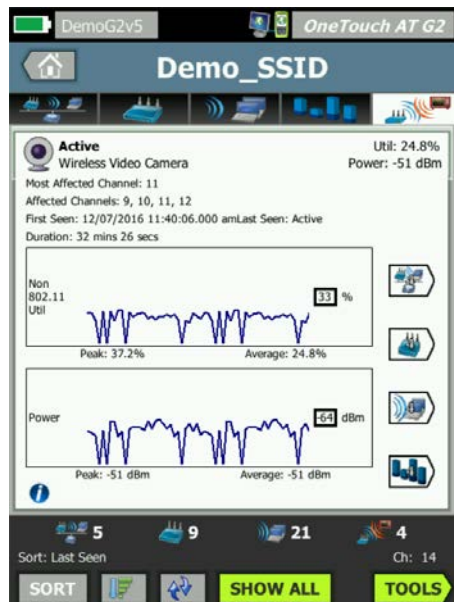 DemoG2v5 OneTouch AT G2
Demo_SSID
Active Util: 24.8%
Wireless Video Camera Power: -51 dBm
Most Affected Channel: 11
Affected Channels: 9, 10, 11, 12
First Seen: 12/07/2016 11:40:06.000 amLast Seen: Active
Duration: 32 mins 26 secs
Non
802.11
Util
33 %
Peak: 37.2% Average: 24.8%
Power -64 dBm
Peak: -51 dBm Average: -51 dBm
5 9 21 4
Sort: Last Seen Ch: 14
SORT SHOW ALL TOOLS